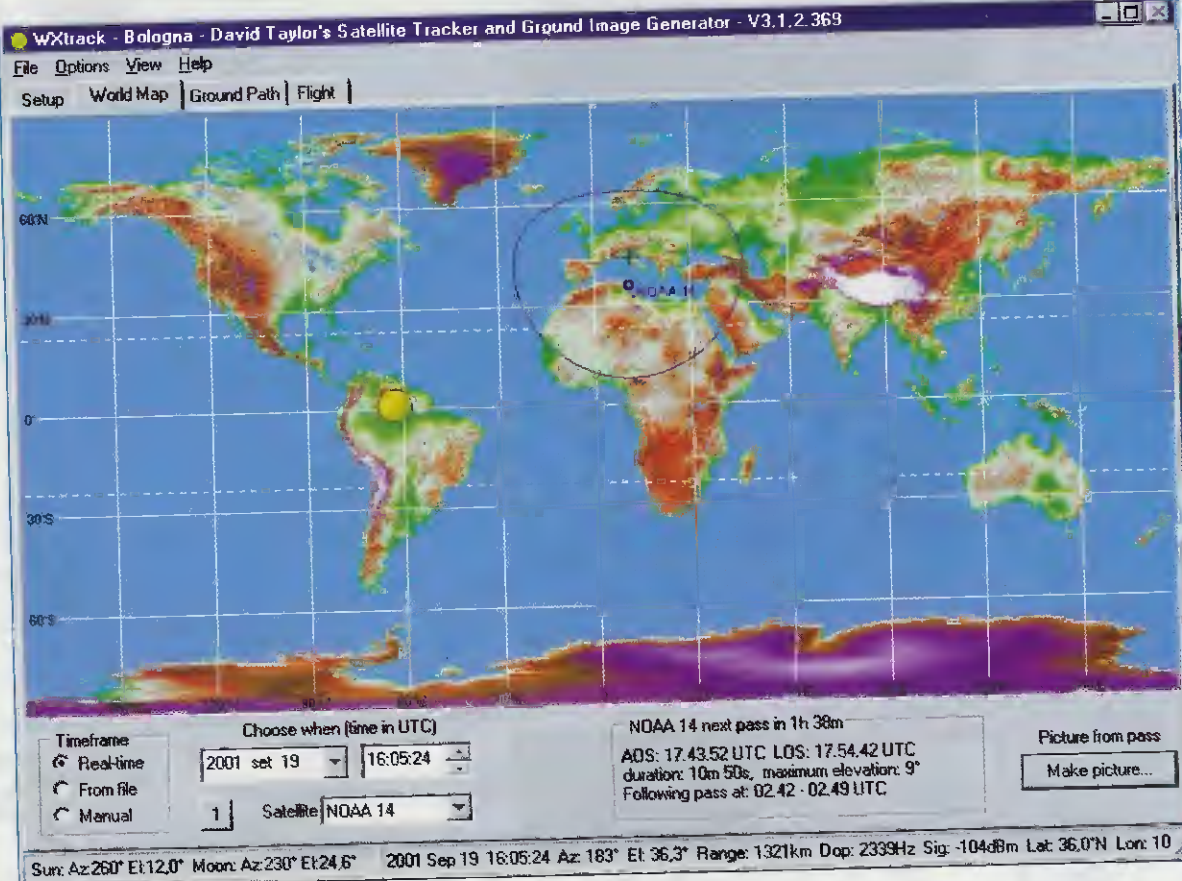 WXtrack - Bologna - David Taylor's Satellite Tracker and Ground Image Generator - V3.1.2.369
File Options View Help
Setup World Map Ground Path Flight
60°N
NOAA 14
30°N
0°
30°S
60°S
Timeframe
Real-time
From file
Manual
Choose when (time in UTC)
2001 set 19 16:05:24
1 Satellite NOAA 14
NOAA 14 next pass in 1h 38m
AOS: 17.43.52 UTC LOS: 17.54.42 UTC
duration: 10m 50s, maximum elevation: 9°
Following pass at: 02.42 - 02.49 UTC
Picture from pass
Make picture...
Sun: Az:260° El:12,0° Moon: Az:230° El:24,6° 2001 Sep 19 16:05:24 Az: 183° El: 36,3° Range: 1321km Dop: 2339Hz Sig: -104dBm Lat: 36,0°N Lon: 10